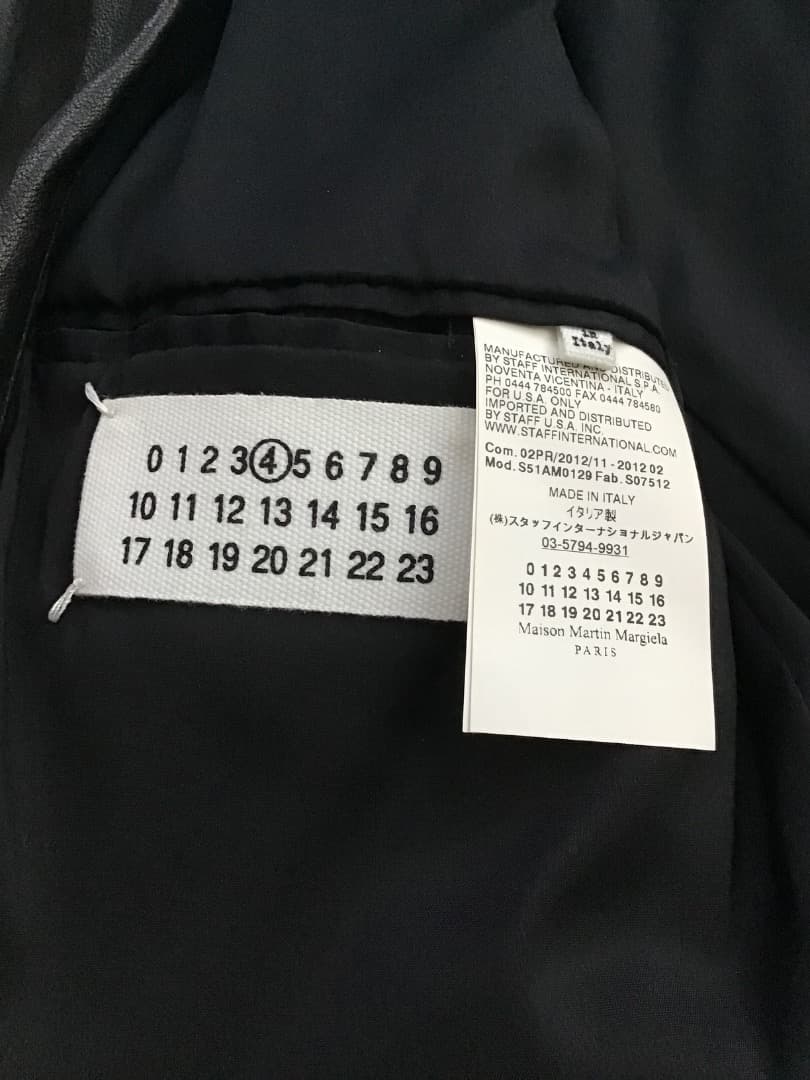 0 1 2 3 4 5 6 7 8 9
10 11 12 13 14 15 16
17 18 19 20 21 22 23
in
Italy
MANUFACTURED AND DISTRIBUTED
BY STAFF INTERNATIONAL S.P.A.
NOVENTA VICENTINA - ITALY
PH 0444 784500 FAX 0444 784580
FOR U.S.A. ONLY
IMPORTED AND DISTRIBUTED
BY STAFF U.S.A. INC.
WWW.STAFFINTERNATIONAL.COM
Com. 02PR/2012/11 - 2012 02
Mod. S51AM0129 Fab. S07512
MADE IN ITALY
イタリア製
(株)スタッフインターナショナルジャパン
03-5794-9931
0 1 2 3 4 5 6 7 8 9
10 11 12 13 14 15 16
17 18 19 20 21 22 23
Maison Martin Margiela
PARIS